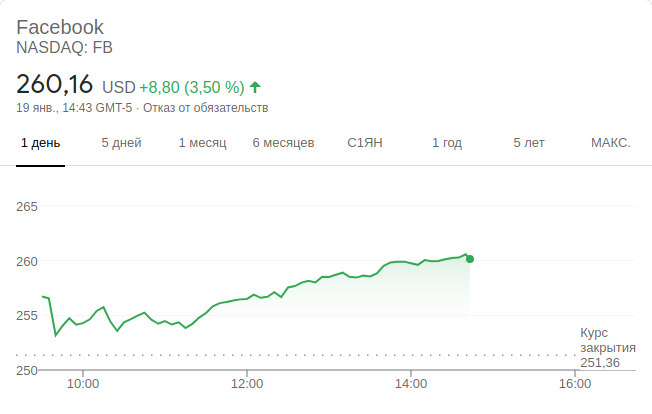 Facebook
NASDAQ: FB
260,16 USD +8,80 (3,50 %)
19 янв., 14:43 GMT-5 · Отказ от обязательств
1 день 5 дней 1 месяц 6 месяцев С1ЯН 1 год 5 лет МАКС.
265
260
255
Курс
закрытия
251,36
250
10:00 12:00 14:00 16:00